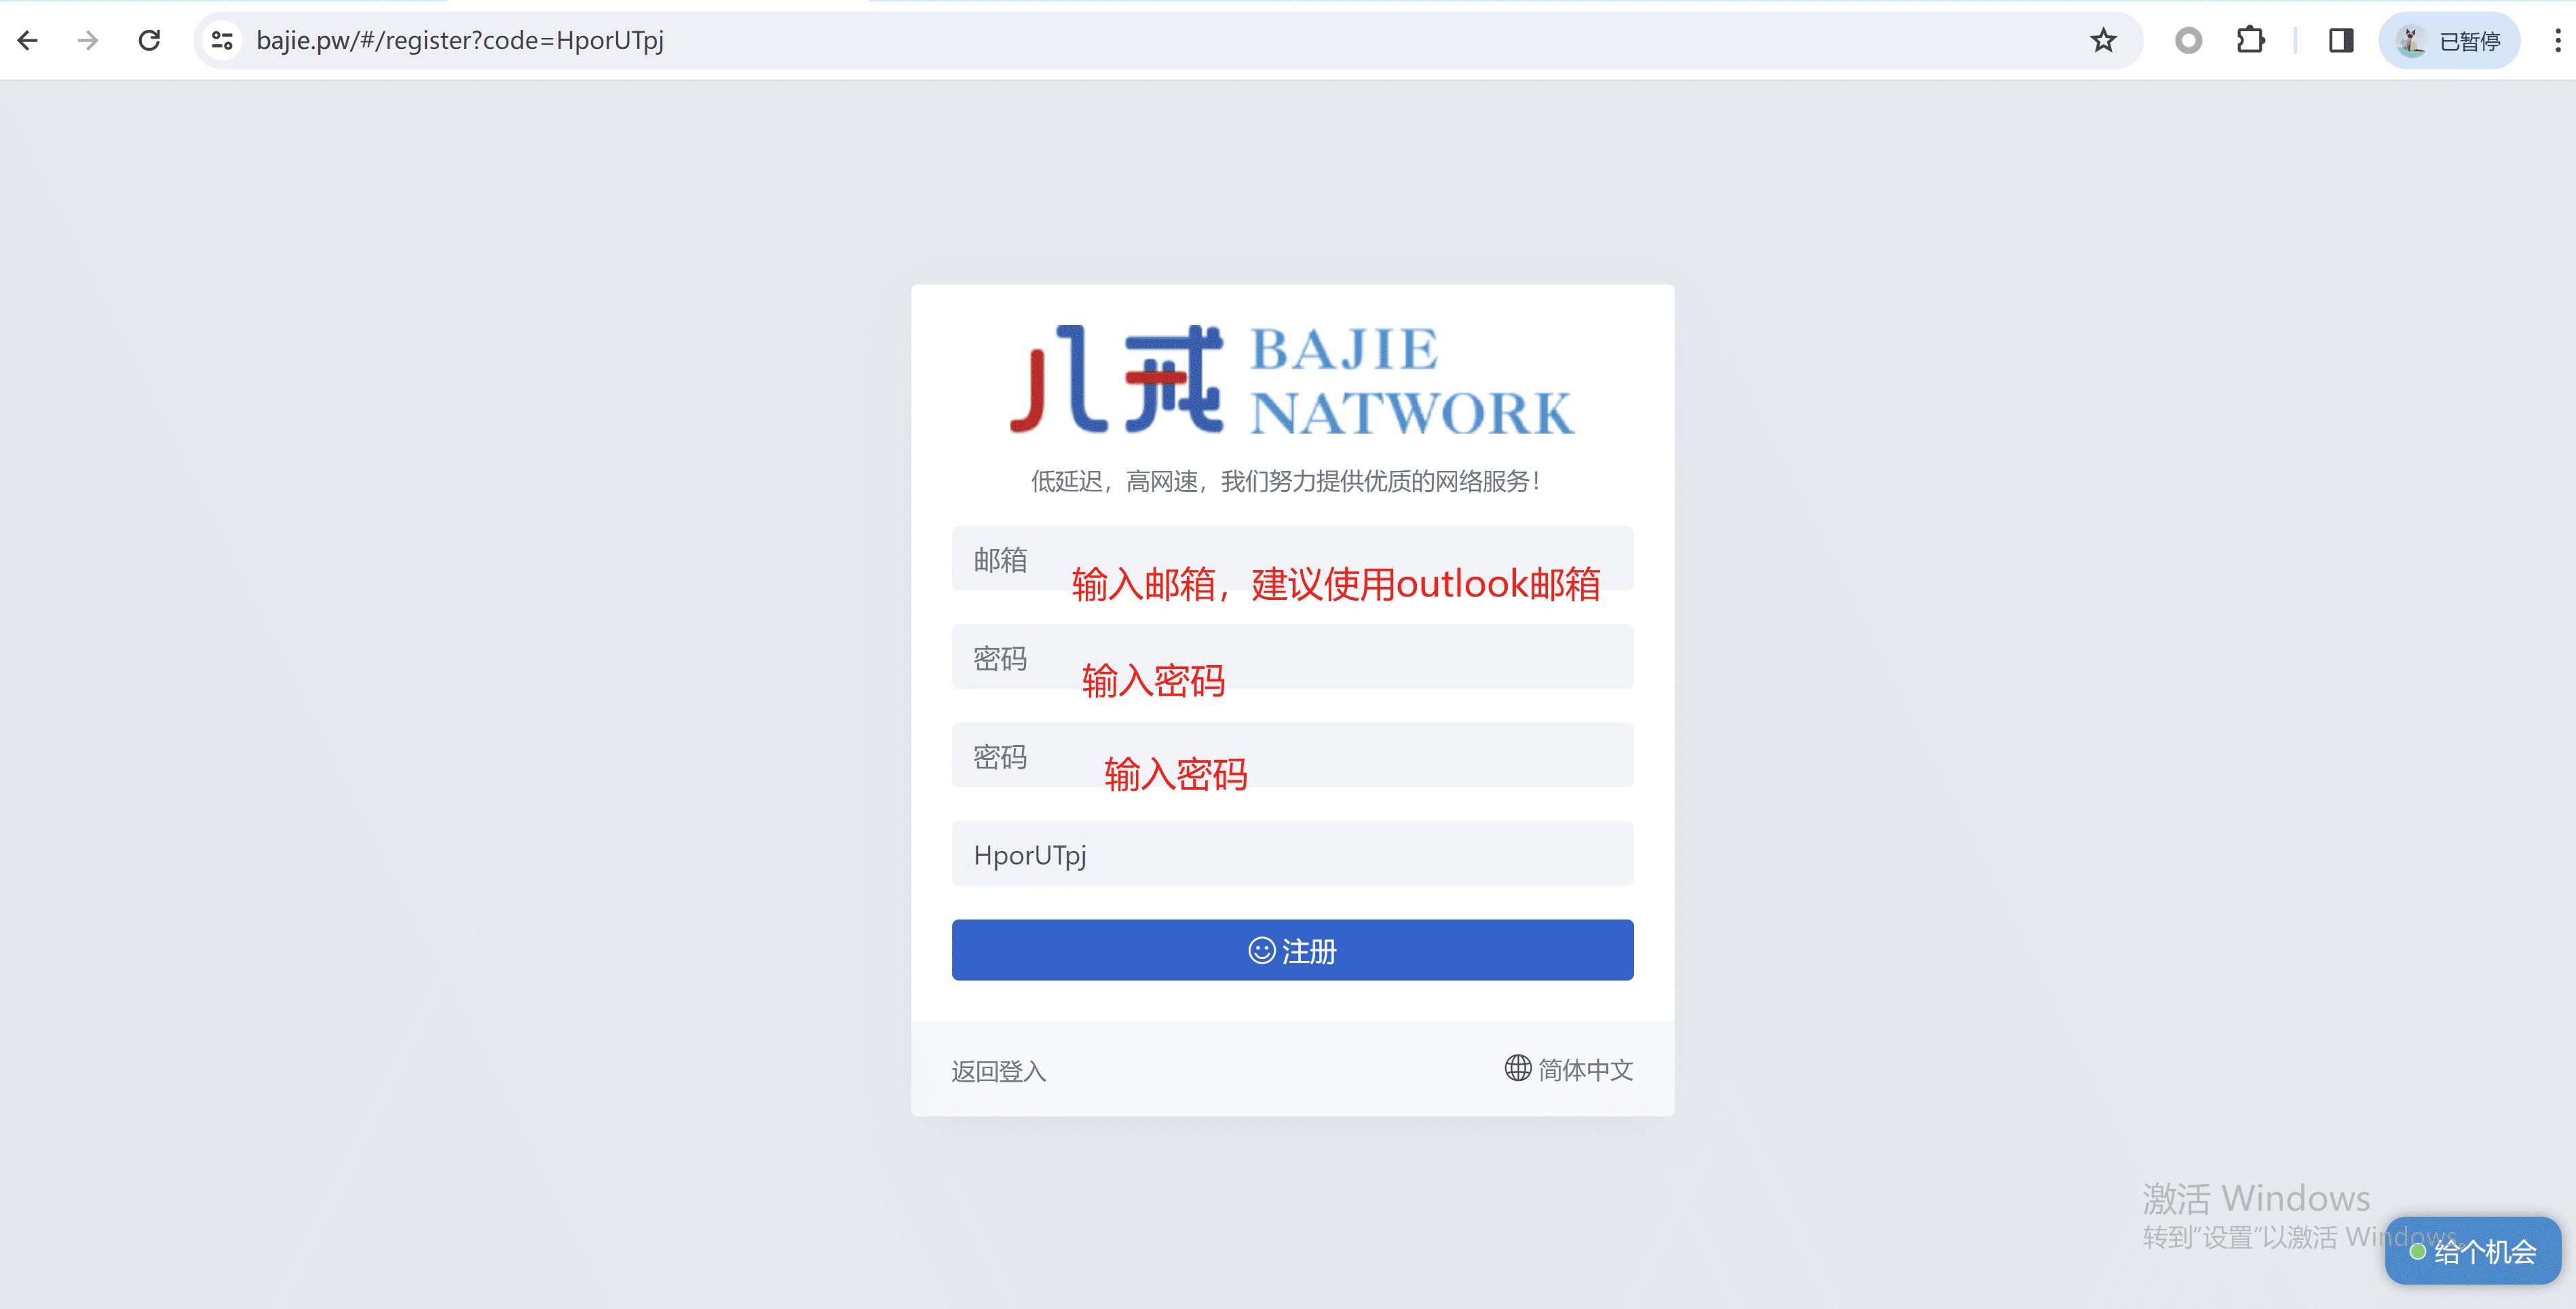 bajie.pw/#/register?code=HporUTpj
已暂停
八戒 BAJIE
NATWORK
低延迟，高网速，我们努力提供优质的网络服务！
邮箱
输入邮箱，建议使用outlook邮箱
密码
输入密码
密码
输入密码
HporUTpj
注册
返回登入
简体中文
激活 Windows
转到“设置”以激活 Windows。
给个机会